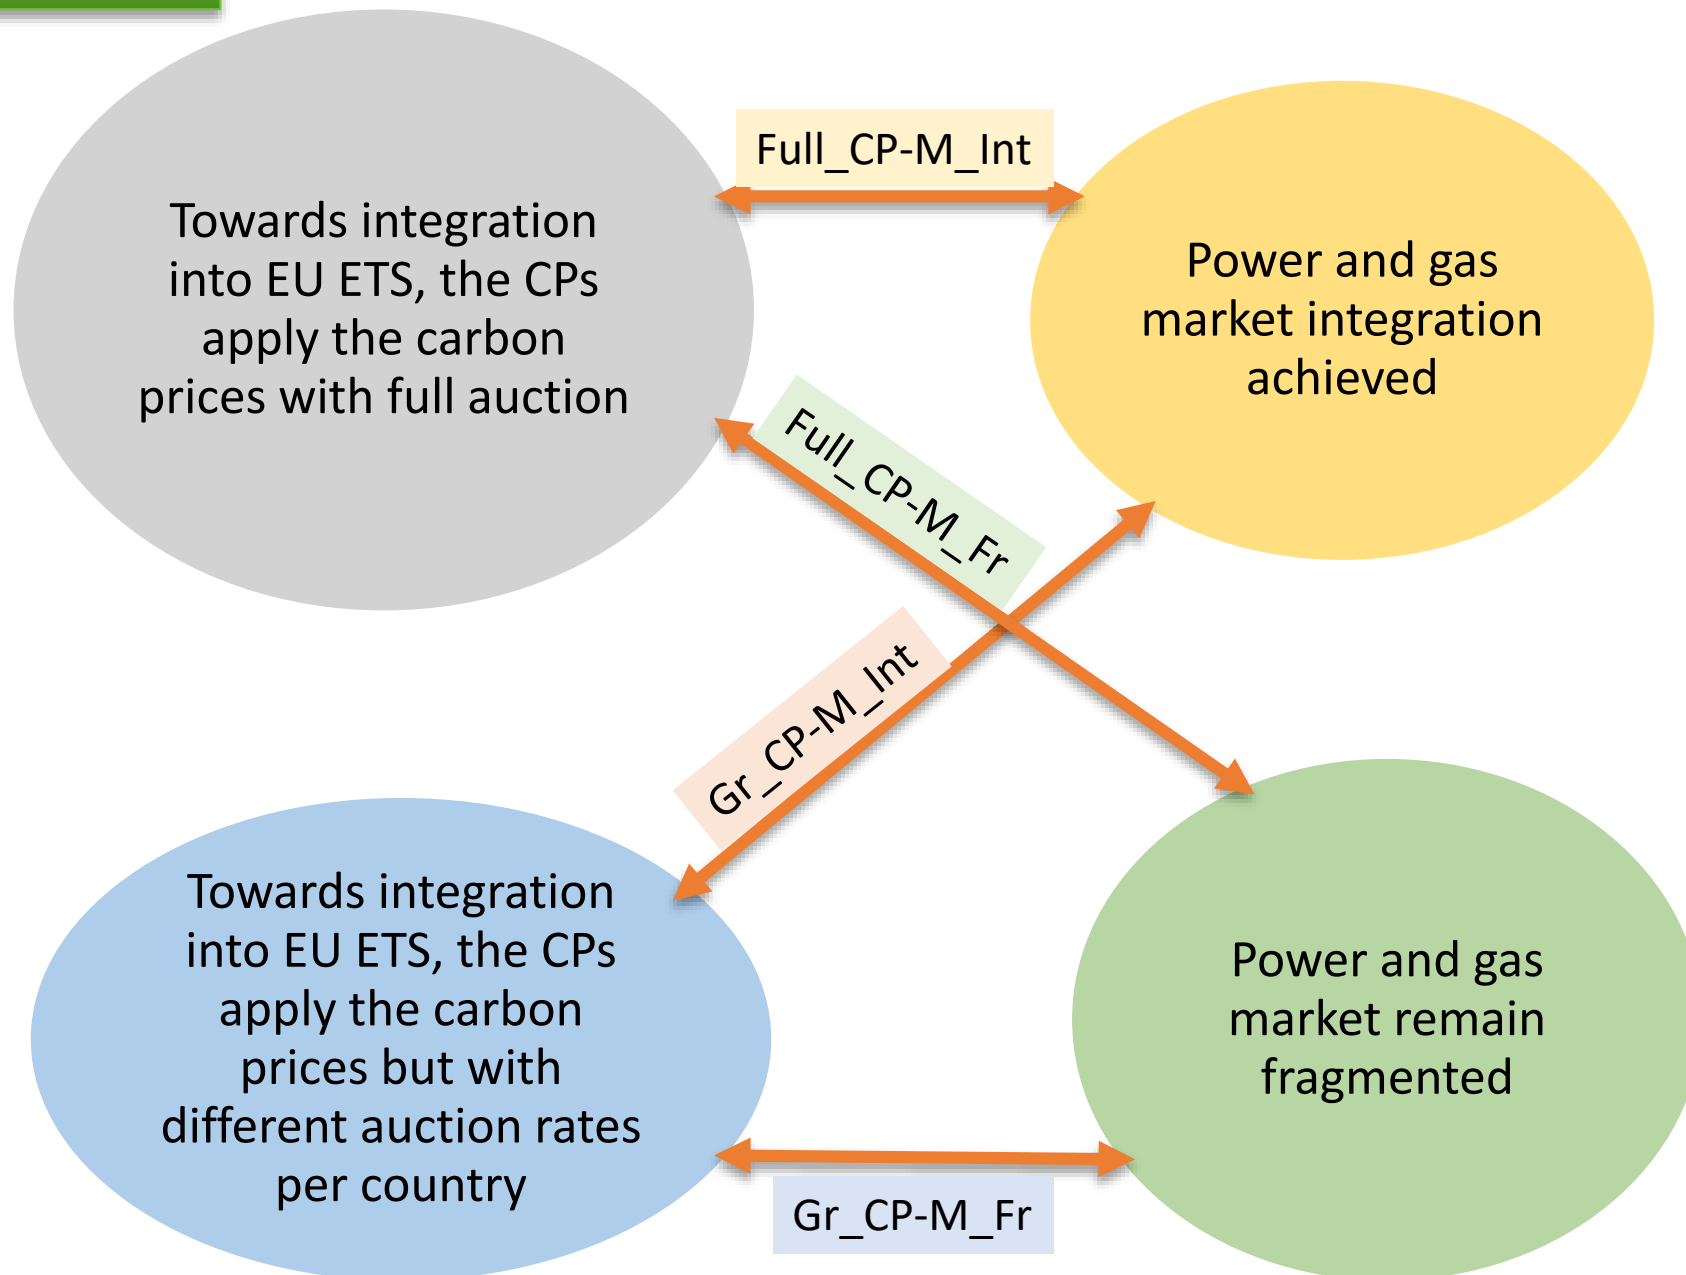 Full_CP-M_Int
Towards integration
into EU ETS, the CPs
apply the carbon
prices with full auction
Power and gas
market integration
achieved
Full_CP-M_Fr
Gr_CP-M_Int
Towards integration
into EU ETS, the CPs
apply the carbon
prices but with
different auction rates
per country
Power and gas
market remain
fragmented
Gr_CP-M_Fr